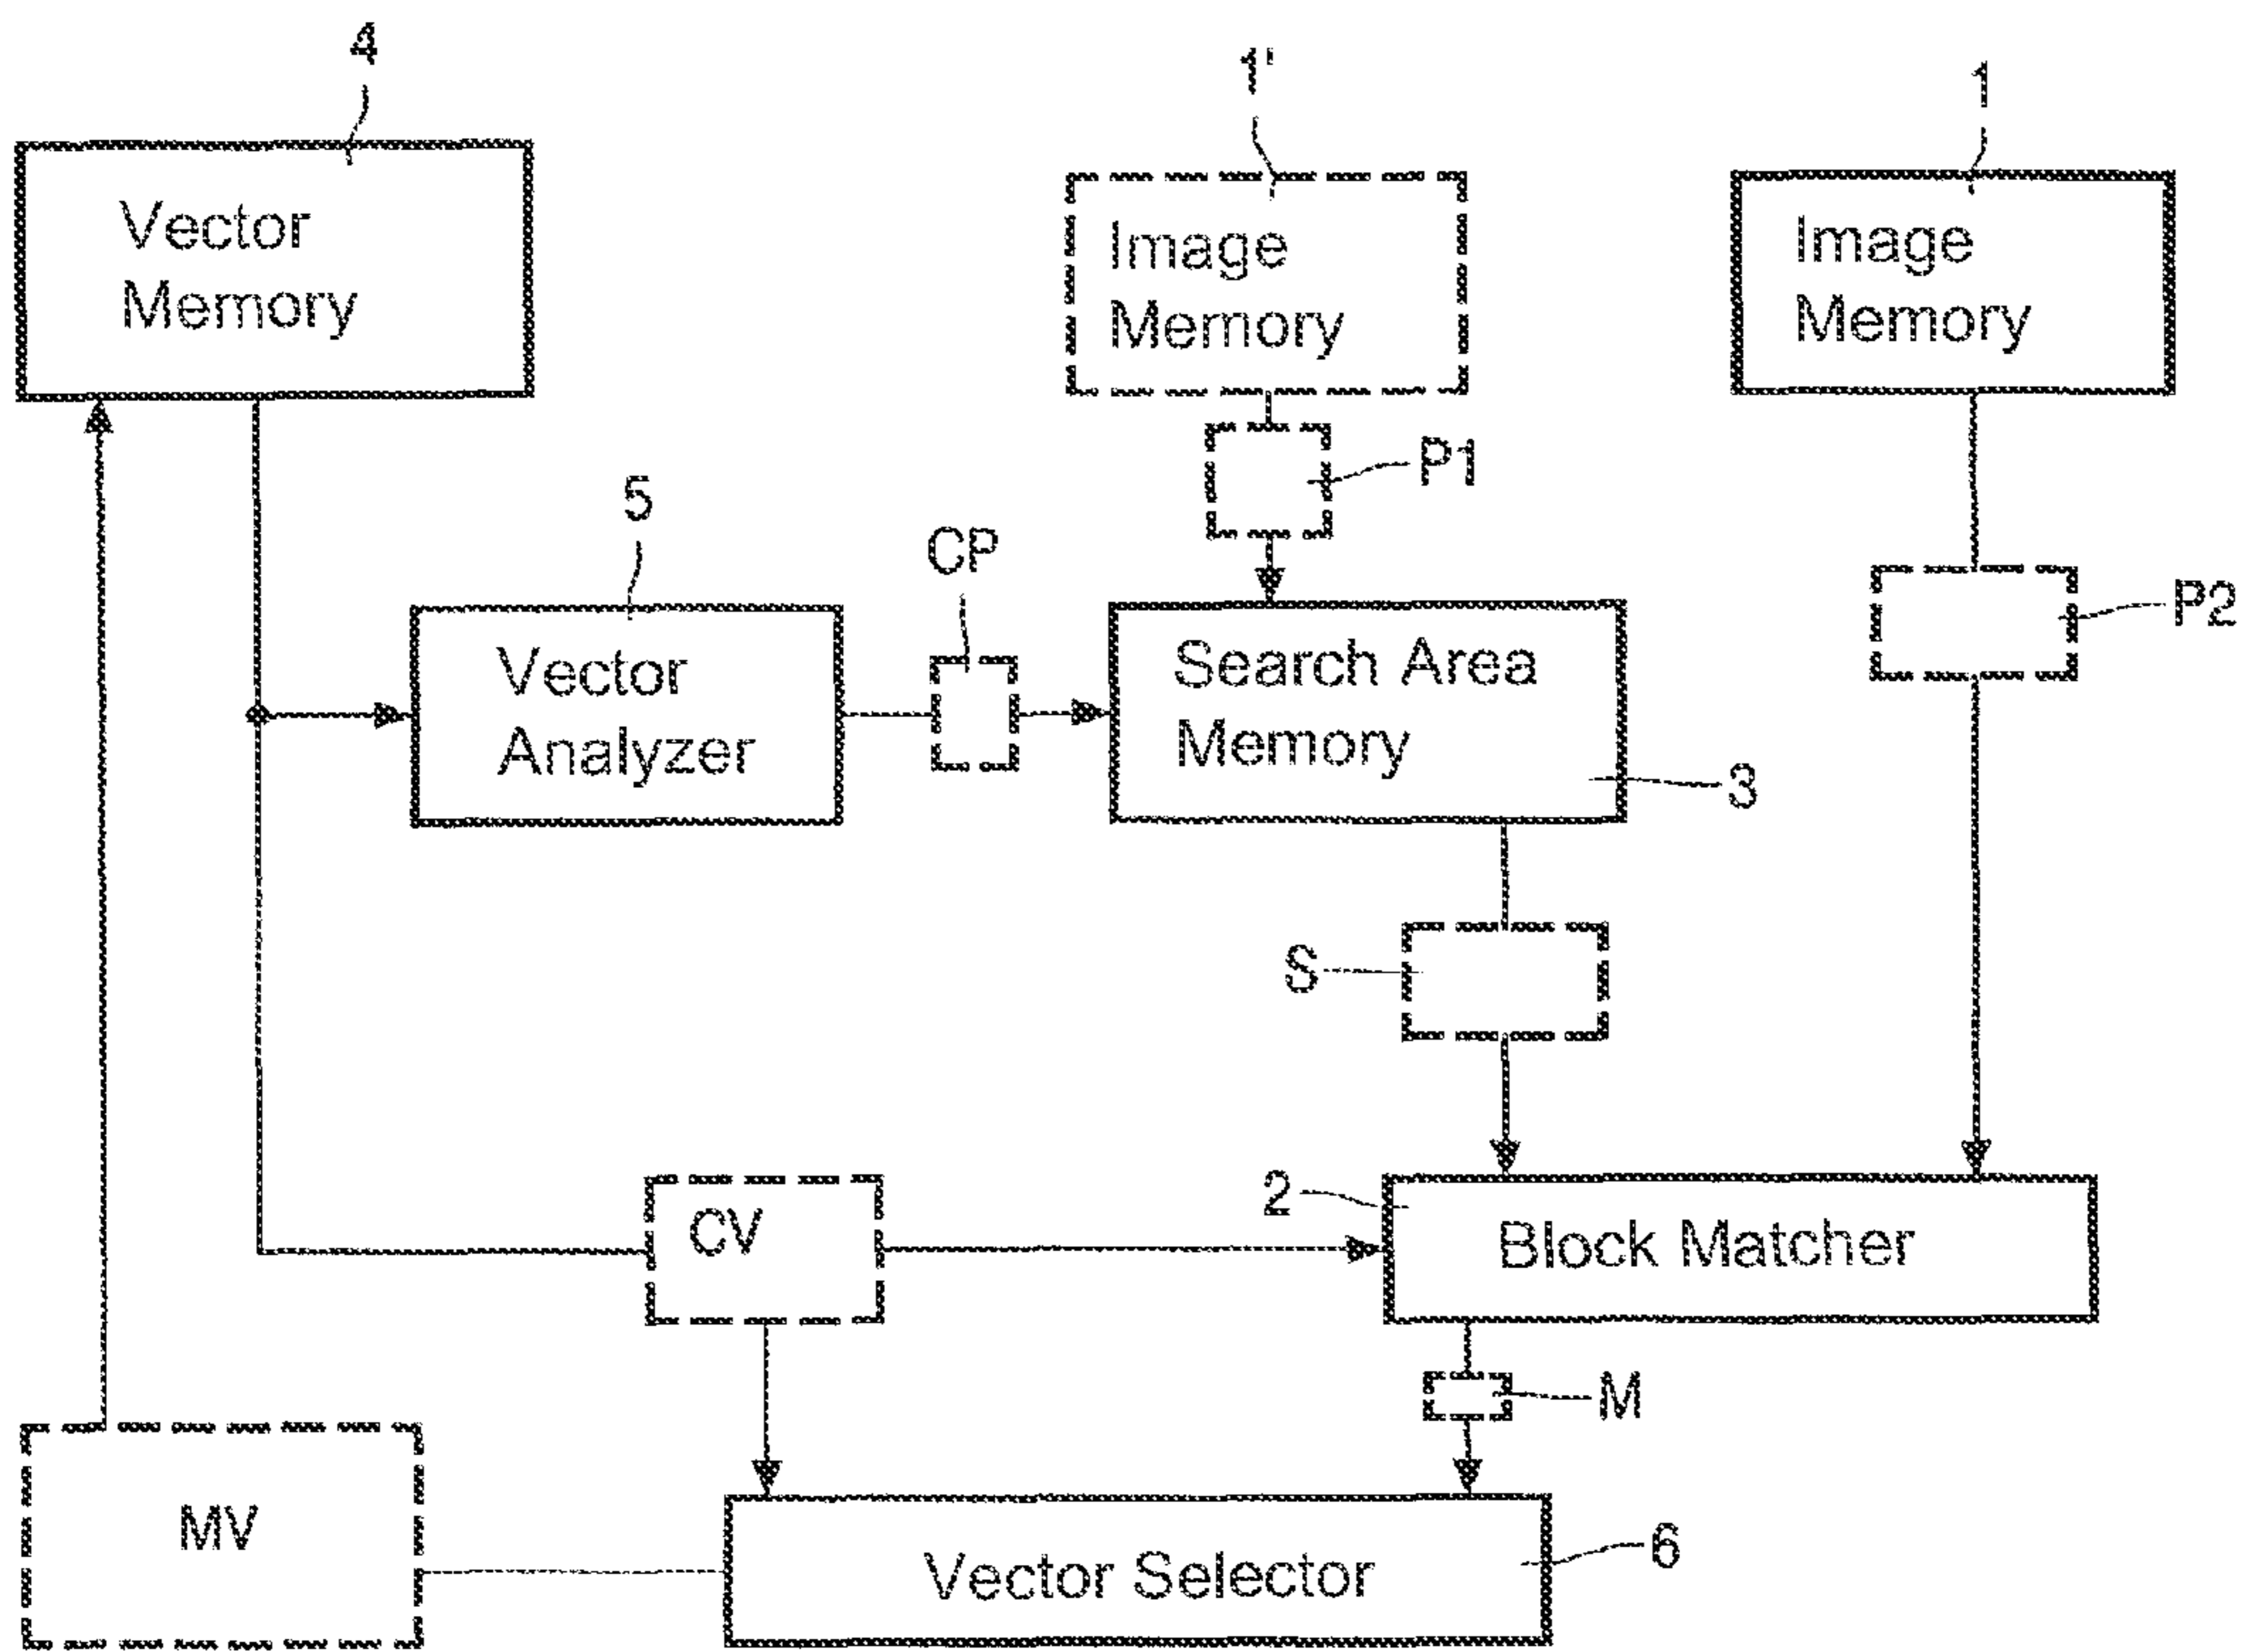 4
1'
1
Vector
Memory
Image
Memory
Image
Memory
P1
5
CP
P2
Vector
Analyzer
Search Area
Memory
3
S
2
CV
Block Matcher
M
MV
6
Vector Selector